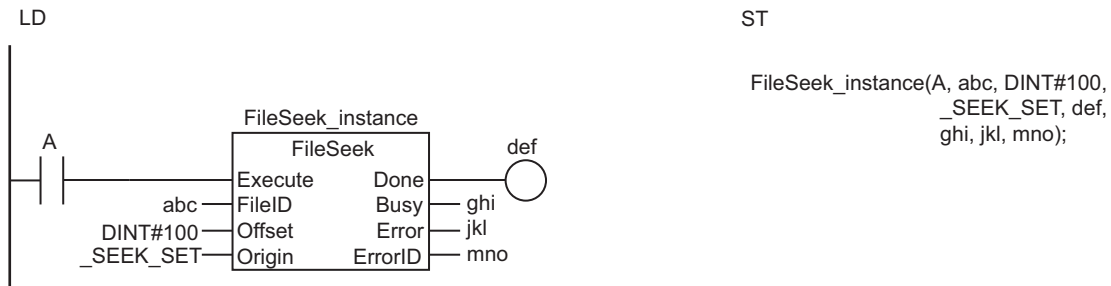 LD
ST
FileSeek_instance(A, abc, DINT#100,
_SEEK_SET, def,
ghi, jkl, mno);
FileSeek_instance
A
FileSeek
def
Execute Done
abc FileID Busy ghi
DINT#100 Offset Error jkl
_SEEK_SET Origin ErrorID mno